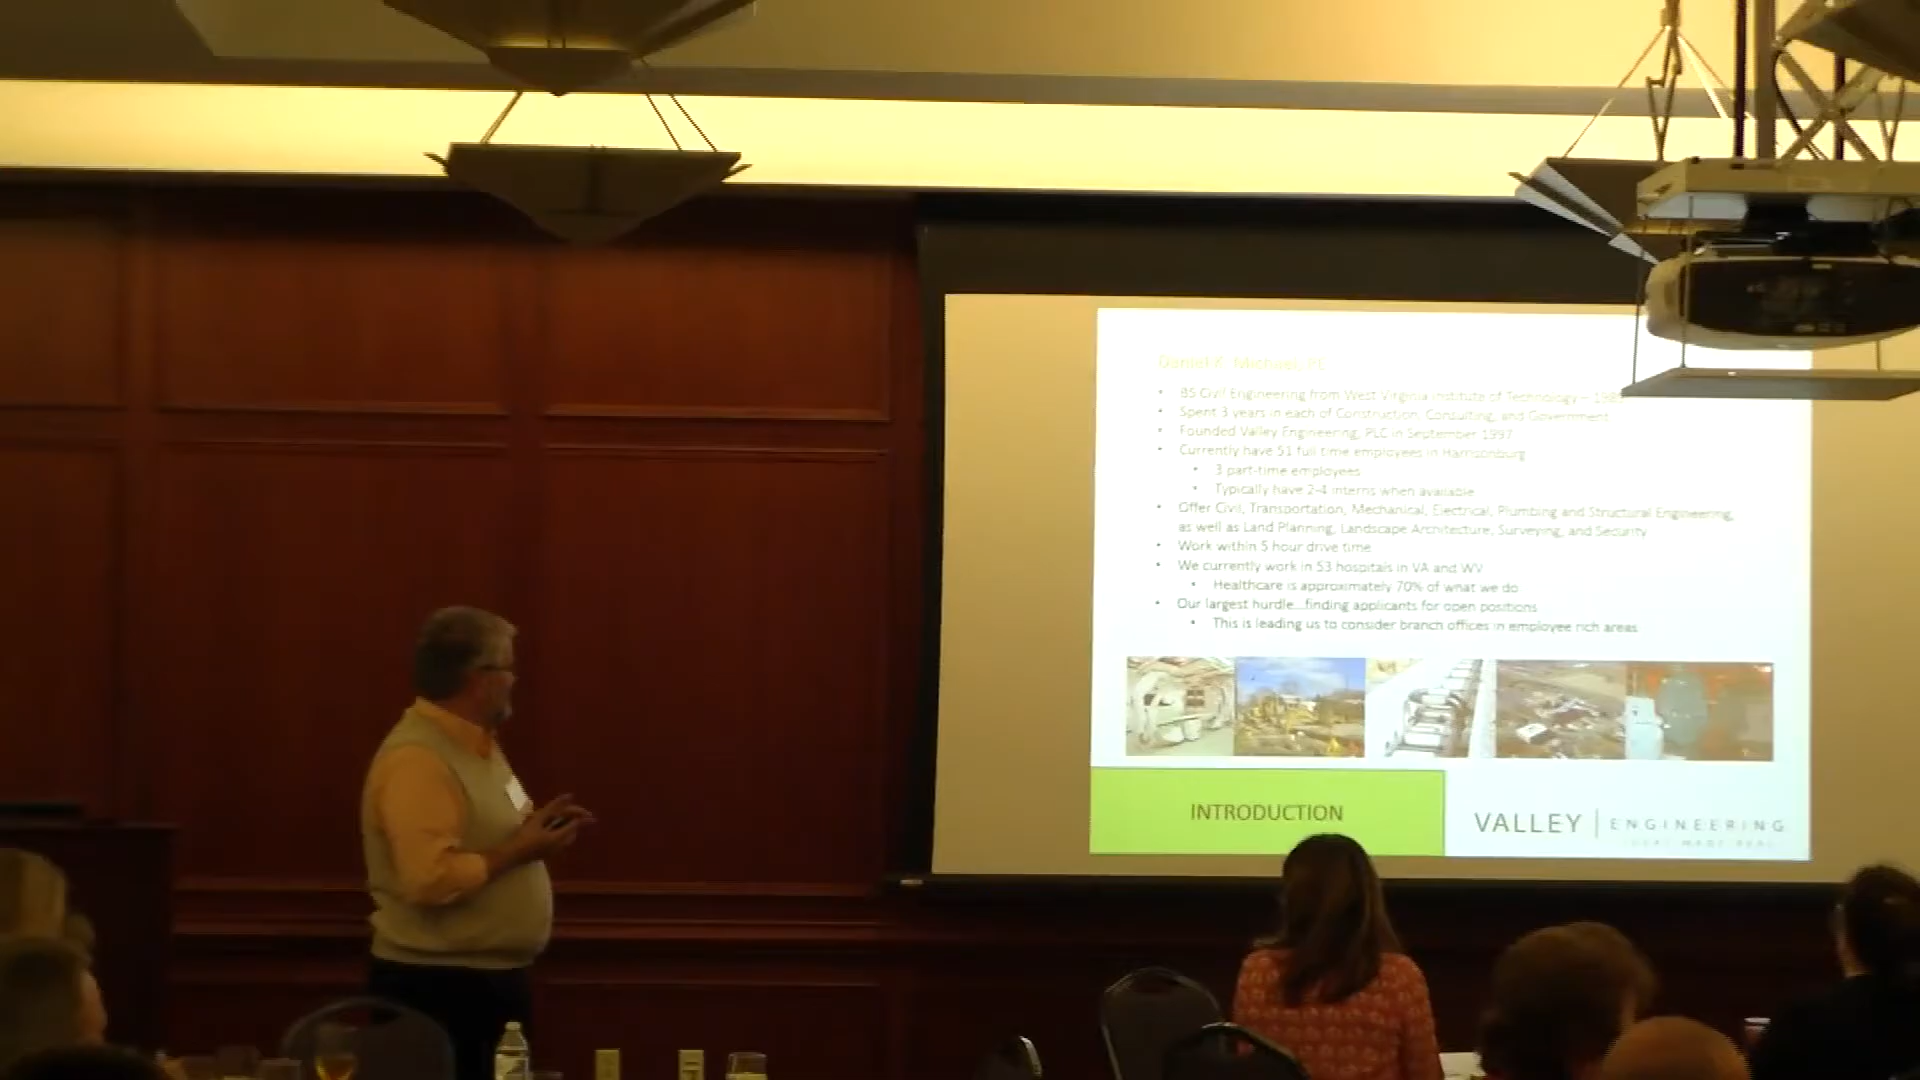 Daniel K. Michael, PE
• BS Civil Engineering from West Virginia Institute of Technology –
• Spent 3 years in each of Construction, Consulting, and Government
• Founded Valley Engineering, PLC in September 1997
• Currently have 51 full time employees in Harrisonburg
• 3 part-time employees
• Typically have 2-4 interns when available
• Offer Civil, Transportation, Mechanical, Electrical, Plumbing and Structural Engineering,
as well as Land Planning, Landscape Architecture, Surveying, and Security
• Work within 5 hour drive time
• We currently work in 53 hospitals in VA and WV
• Healthcare is approximately 70% of what we do
• Our largest hurdle...finding applicants for open positions
• This is leading us to consider branch offices in employee rich areas
INTRODUCTION
VALLEY | ENGINEERING